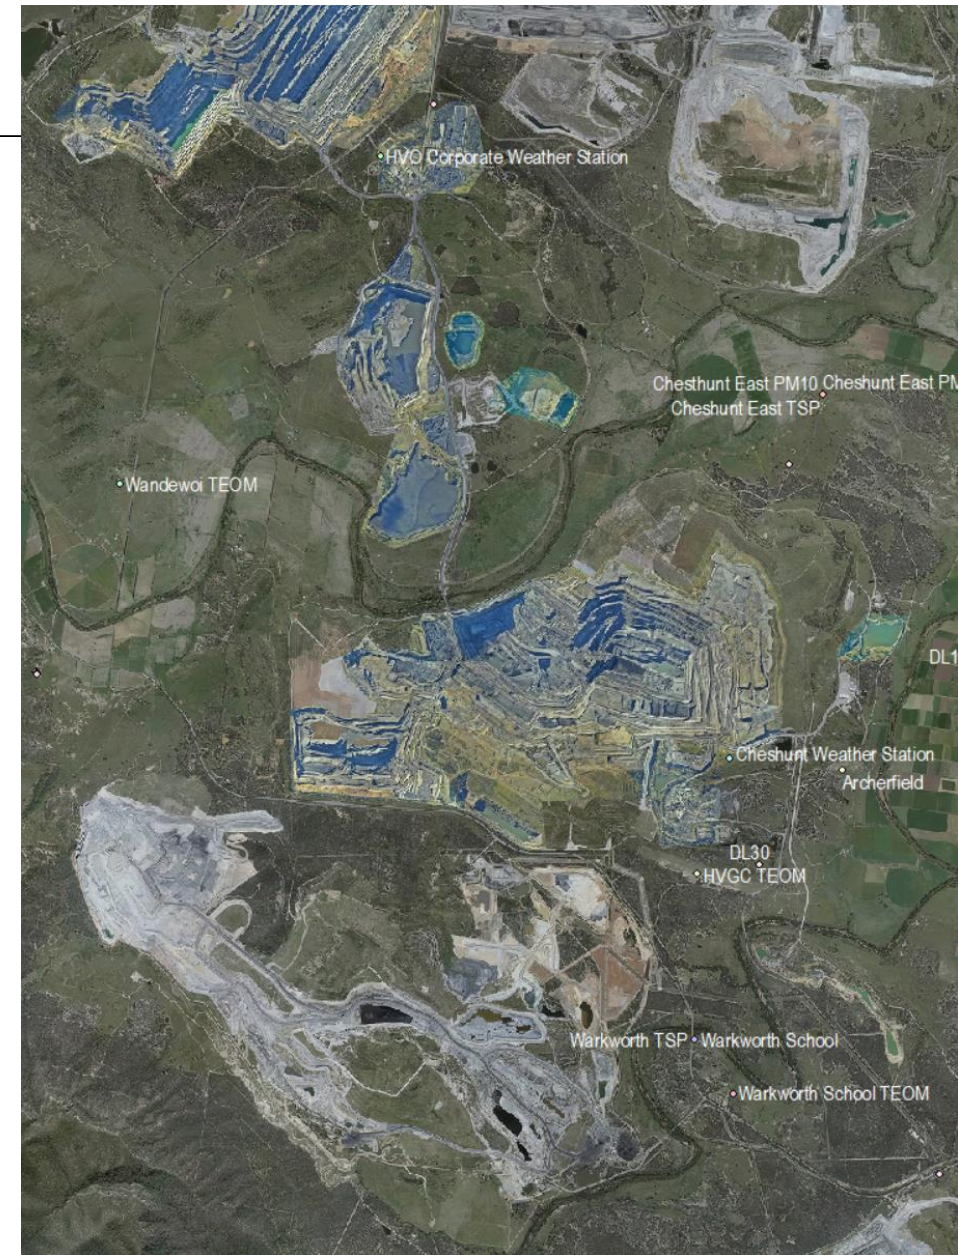 HVO Corporate Weather Station
Chesthunt East PM10 Cheshunt East PM
Cheshunt East TSP
Wandewoi TEOM
DL1
Cheshunt Weather Station
Archerfield
DL30
HVGC TEOM
Warkworth TSP Warkworth School
Warkworth School TEOM